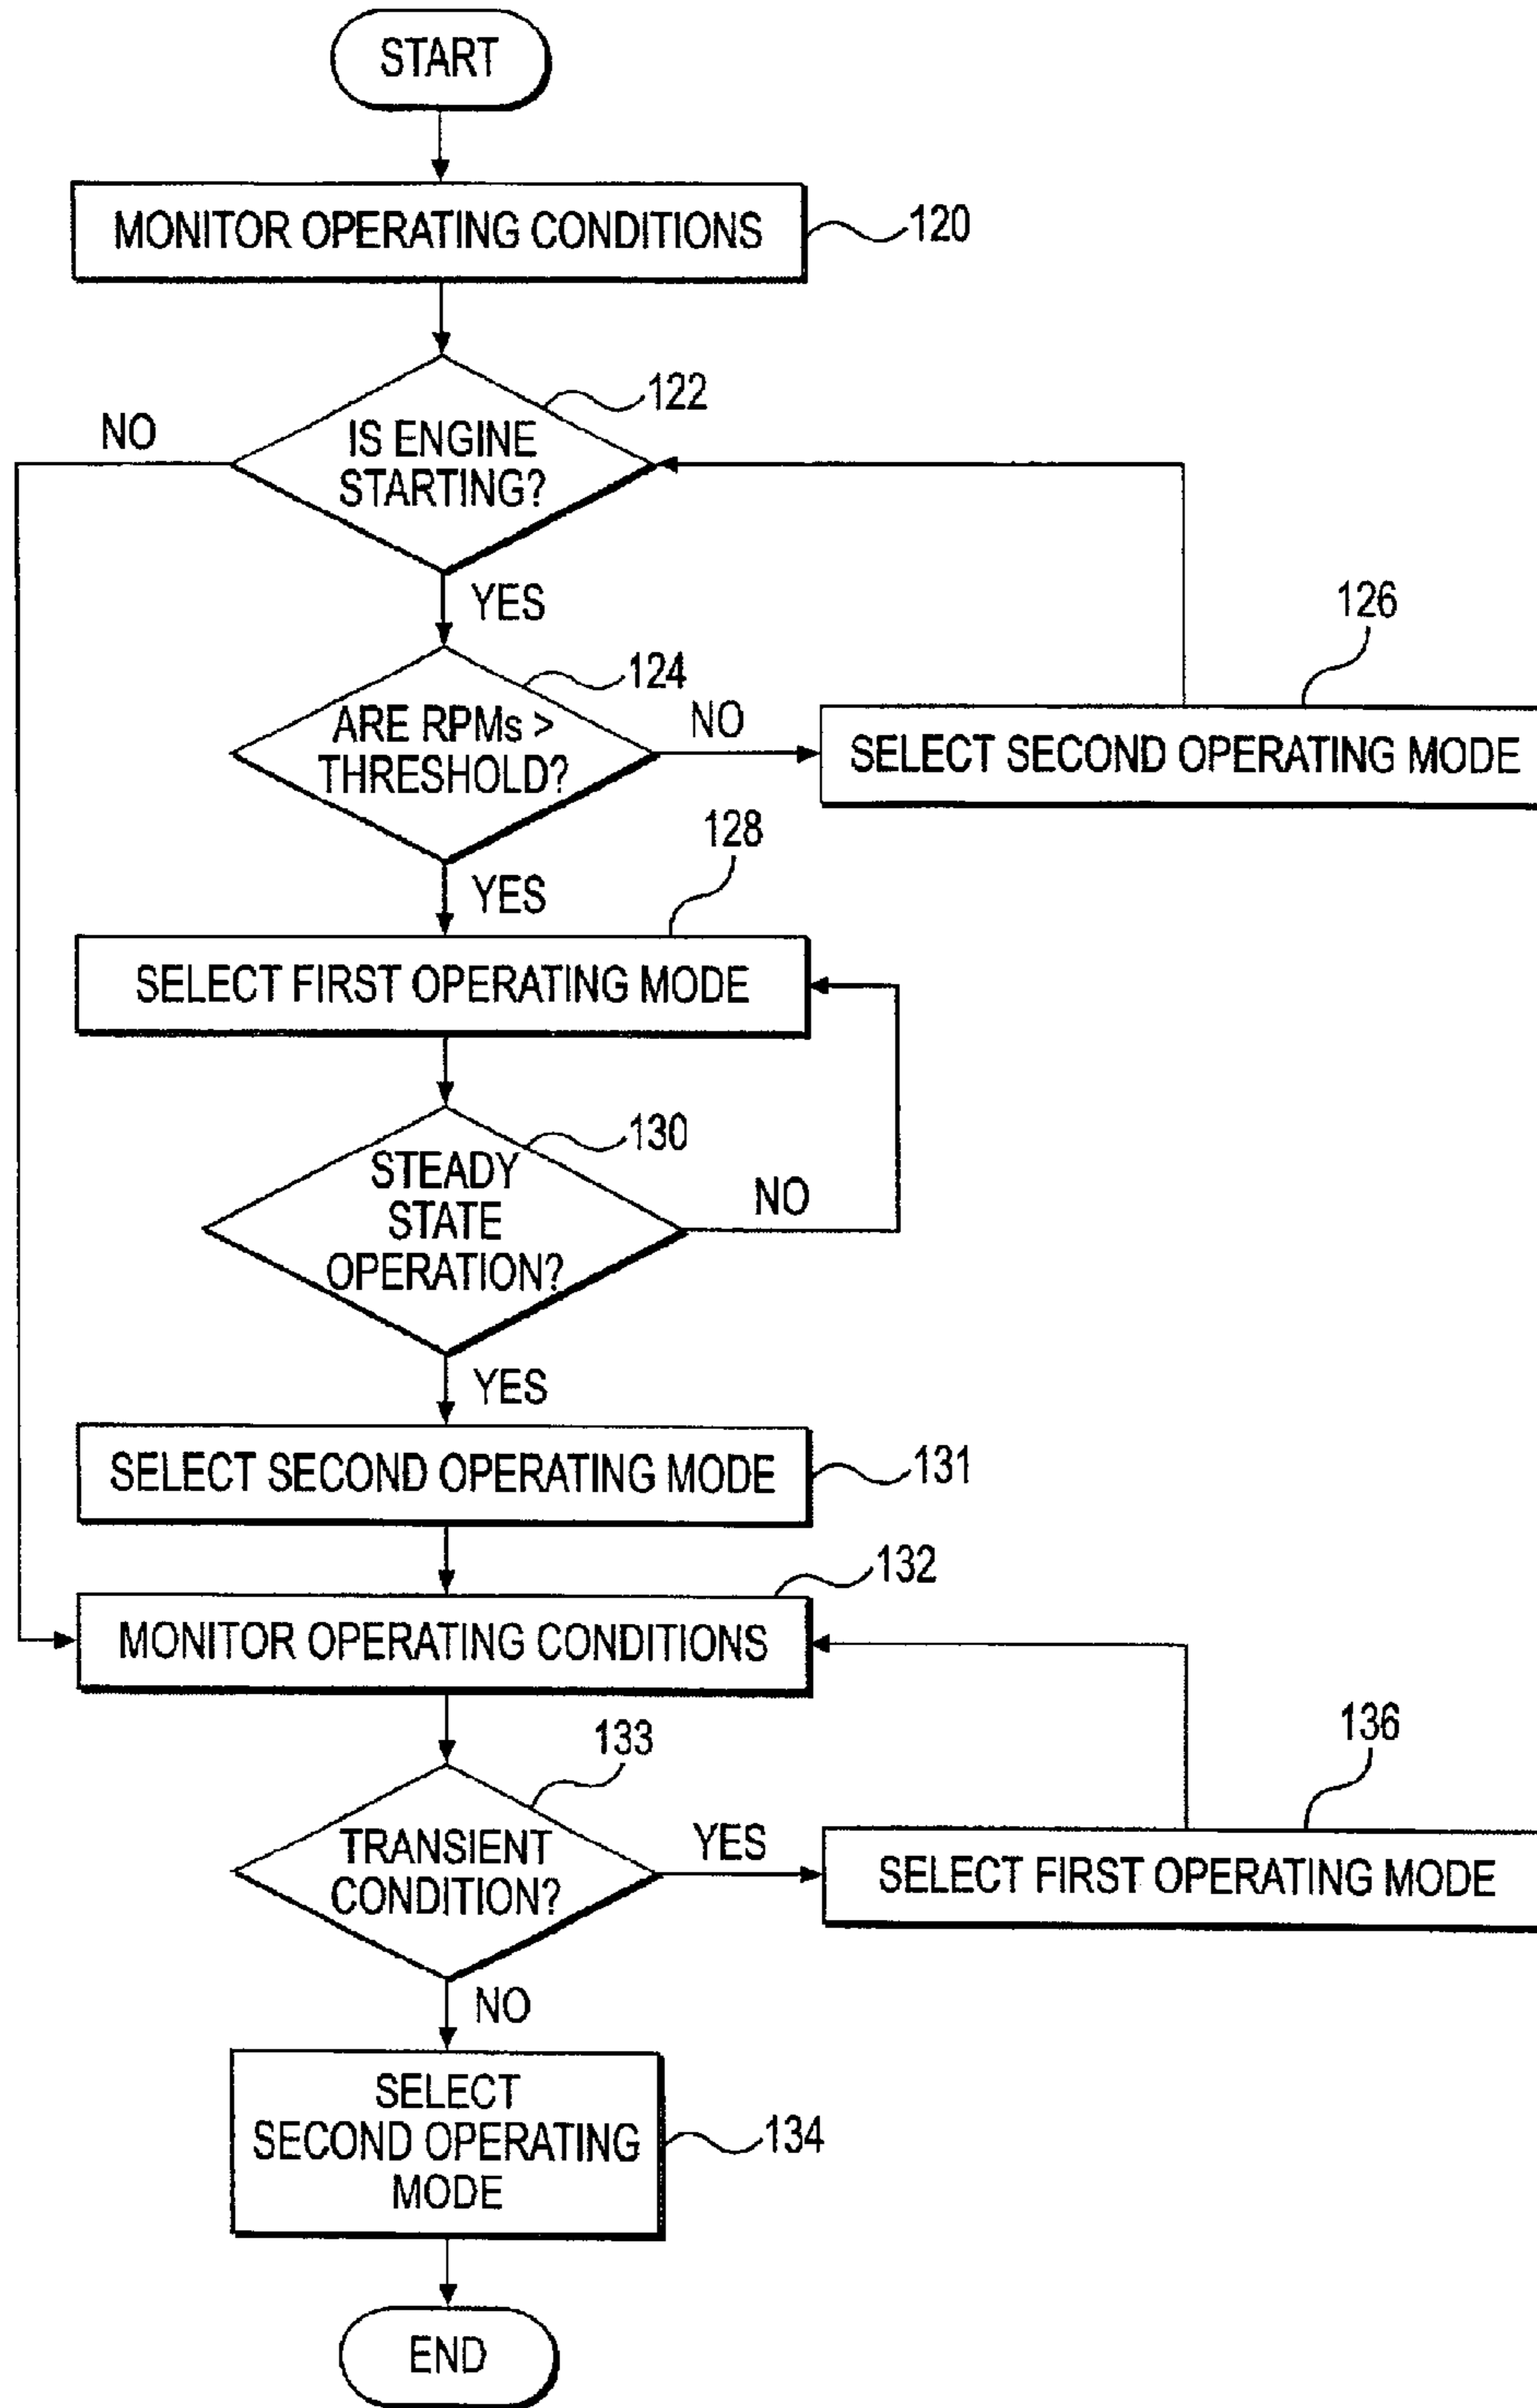 START
MONITOR OPERATING CONDITIONS
120
122
NO
IS ENGINE
STARTING?
YES
126
124
ARE RPMs >
THRESHOLD?
NO
SELECT SECOND OPERATING MODE
128
YES
SELECT FIRST OPERATING MODE
130
STEADY
STATE
OPERATION?
NO
YES
SELECT SECOND OPERATING MODE
131
132
MONITOR OPERATING CONDITIONS
133
136
TRANSIENT
CONDITION?
YES
SELECT FIRST OPERATING MODE
NO
SELECT
SECOND OPERATING
MODE
134
END